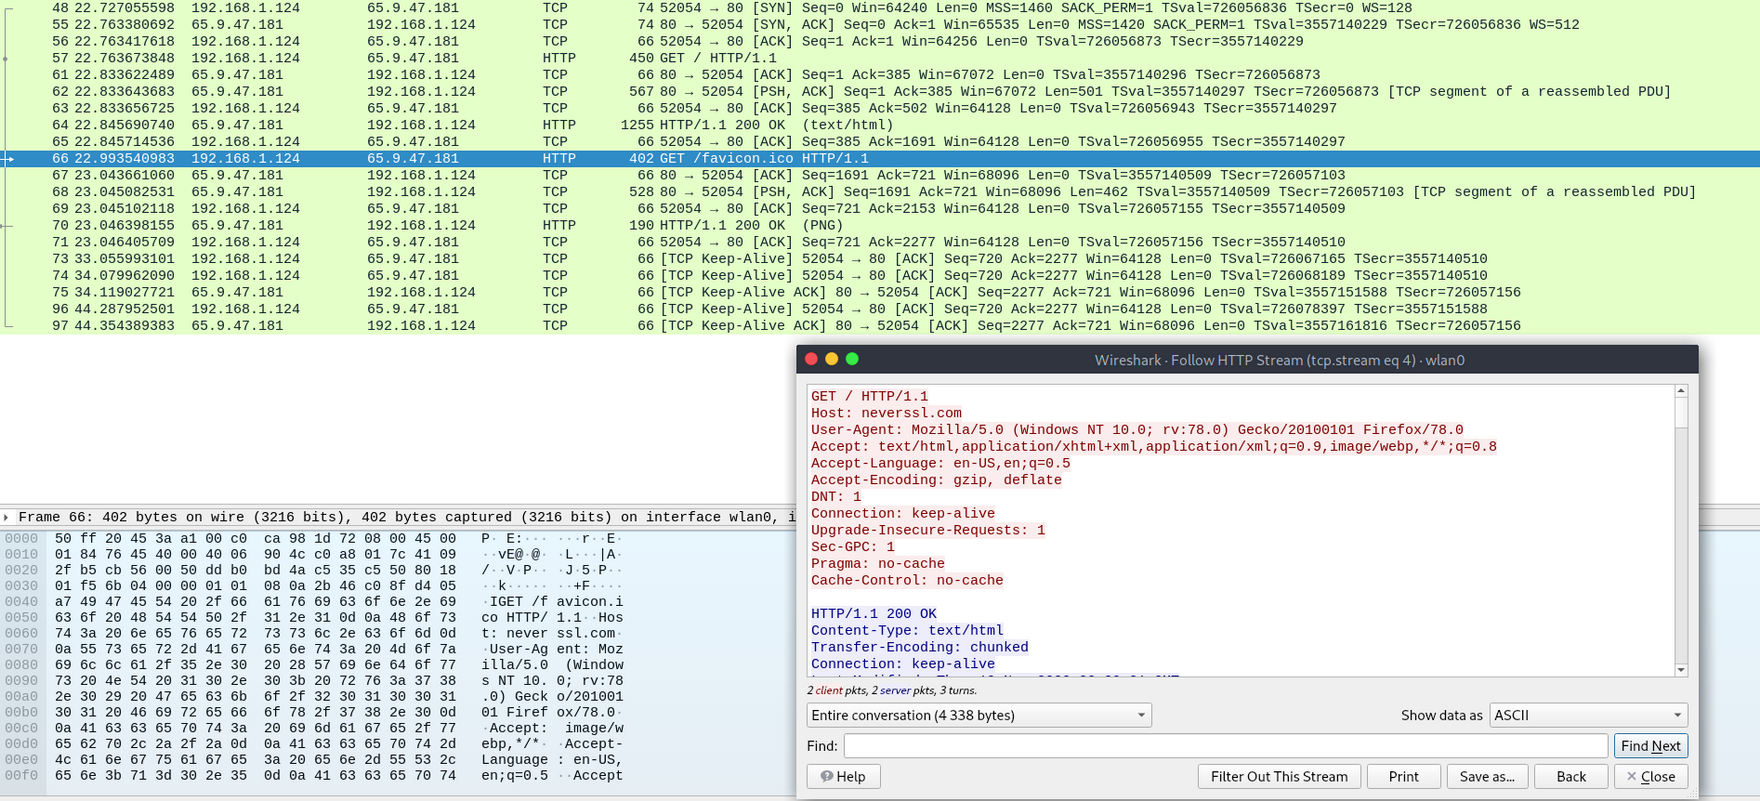 48 22.727055598 192.168.1.124 65.9.47.181 TCP 74 52054 → 80 [SYN] Seq=0 Win=64240 Len=0 MSS=1460 SACK_PERM=1 TSval=726056836 TSecr=0 WS=128
55 22.763380692 65.9.47.181 192.168.1.124 TCP 74 80 → 52054 [SYN, ACK] Seq=0 Ack=1 Win=65535 Len=0 MSS=1420 SACK_PERM=1 TSval=3557140229 TSecr=726056836 WS=512
56 22.763417618 192.168.1.124 65.9.47.181 TCP 66 52054 → 80 [ACK] Seq=1 Ack=1 Win=64256 Len=0 TSval=726056873 TSecr=3557140229
57 22.763673848 192.168.1.124 65.9.47.181 HTTP 450 GET / HTTP/1.1
61 22.833622489 65.9.47.181 192.168.1.124 TCP 66 80 → 52054 [ACK] Seq=1 Ack=385 Win=67072 Len=0 TSval=3557140296 TSecr=726056873
62 22.833643683 65.9.47.181 192.168.1.124 TCP 567 80 → 52054 [PSH, ACK] Seq=1 Ack=385 Win=67072 Len=501 TSval=3557140297 TSecr=726056873 [TCP segment of a reassembled PDU]
63 22.833656725 192.168.1.124 65.9.47.181 TCP 66 52054 → 80 [ACK] Seq=385 Ack=502 Win=64128 Len=0 TSval=726056943 TSecr=3557140297
64 22.845690740 65.9.47.181 192.168.1.124 HTTP 1255 HTTP/1.1 200 OK (text/html)
65 22.845714536 192.168.1.124 65.9.47.181 TCP 66 52054 → 80 [ACK] Seq=385 Ack=1691 Win=64128 Len=0 TSval=726056955 TSecr=3557140297
66 22.993540983 192.168.1.124 65.9.47.181 HTTP 402 GET /favicon.ico HTTP/1.1
67 23.043661060 65.9.47.181 192.168.1.124 TCP 66 80 → 52054 [ACK] Seq=1691 Ack=721 Win=68096 Len=0 TSval=3557140509 TSecr=726057103
68 23.045082531 65.9.47.181 192.168.1.124 TCP 528 80 → 52054 [PSH, ACK] Seq=1691 Ack=721 Win=68096 Len=462 TSval=3557140509 TSecr=726057103 [TCP segment of a reassembled PDU]
69 23.045102118 192.168.1.124 65.9.47.181 TCP 66 52054 → 80 [ACK] Seq=721 Ack=2153 Win=64128 Len=0 TSval=726057155 TSecr=3557140509
70 23.046398155 65.9.47.181 192.168.1.124 HTTP 190 HTTP/1.1 200 OK (PNG)
71 23.046405709 192.168.1.124 65.9.47.181 TCP 66 52054 → 80 [ACK] Seq=721 Ack=2277 Win=64128 Len=0 TSval=726057156 TSecr=3557140510
73 33.055993101 192.168.1.124 65.9.47.181 TCP 66 [TCP Keep-Alive] 52054 → 80 [ACK] Seq=720 Ack=2277 Win=64128 Len=0 TSval=726067165 TSecr=3557140510
74 34.079962090 192.168.1.124 65.9.47.181 TCP 66 [TCP Keep-Alive] 52054 → 80 [ACK] Seq=720 Ack=2277 Win=64128 Len=0 TSval=726068189 TSecr=3557140510
75 34.119027721 65.9.47.181 192.168.1.124 TCP 66 [TCP Keep-Alive ACK] 80 → 52054 [ACK] Seq=2277 Ack=721 Win=68096 Len=0 TSval=3557151588 TSecr=726057156
96 44.287952501 192.168.1.124 65.9.47.181 TCP 66 [TCP Keep-Alive] 52054 → 80 [ACK] Seq=720 Ack=2277 Win=64128 Len=0 TSval=726078397 TSecr=3557151588
97 44.354389383 65.9.47.181 192.168.1.124 TCP 66 [TCP Keep-Alive ACK] 80 → 52054 [ACK] Seq=2277 Ack=721 Win=68096 Len=0 TSval=3557161816 TSecr=726057156
Frame 66: 402 bytes on wire (3216 bits), 402 bytes captured (3216 bits) on interface wlan0, i
0000 50 ff 20 45 3a a1 00 c0 ca 98 1d 72 08 00 45 00 P· E:··· ···r··E·
0010 01 84 76 45 40 00 40 06 90 4c c0 a8 01 7c 41 09 ··vE@·@· ·L···|A·
0020 2f b5 cb 56 00 50 dd b0 bd 4a c5 35 c5 50 80 18 /··V·P·· ·J·5·P··
0030 01 f5 6b 04 00 00 01 01 08 0a 2b 46 c0 8f d4 05 ··k····· ··+F····
0040 a7 49 47 45 54 20 2f 66 61 76 69 63 6f 6e 2e 69 ·IGET /f avicon.i
0050 63 6f 20 48 54 54 50 2f 31 2e 31 0d 0a 48 6f 73 co HTTP/ 1.1··Hos
0060 74 3a 20 6e 65 76 65 72 73 73 6c 2e 63 6f 6d 0d t: never ssl.com·
0070 0a 55 73 65 72 2d 41 67 65 6e 74 3a 20 4d 6f 7a ·User-Ag ent: Moz
0080 69 6c 6c 61 2f 35 2e 30 20 28 57 69 6e 64 6f 77 illa/5.0 (Window
0090 73 20 4e 54 20 31 30 2e 30 3b 20 72 76 3a 37 38 s NT 10. 0; rv:78
00a0 2e 30 29 20 47 65 63 6b 6f 2f 32 30 31 30 30 31 .0) Geck o/201001
00b0 30 31 20 46 69 72 65 66 6f 78 2f 37 38 2e 30 0d 01 Firef ox/78.0·
00c0 0a 41 63 63 65 70 74 3a 20 69 6d 61 67 65 2f 77 ·Accept: image/w
00d0 65 62 70 2c 2a 2f 2a 0d 0a 41 63 63 65 70 74 2d ebp,*/*· ·Accept-
00e0 4c 61 6e 67 75 61 67 65 3a 20 65 6e 2d 55 53 2c Language : en-US,
00f0 65 6e 3b 71 3d 30 2e 35 0d 0a 41 63 63 65 70 74 en;q=0.5 ··Accept
Wireshark · Follow HTTP Stream (tcp.stream eq 4) · wlan0
GET / HTTP/1.1
Host: neverssl.com
User-Agent: Mozilla/5.0 (Windows NT 10.0; rv:78.0) Gecko/20100101 Firefox/78.0
Accept: text/html,application/xhtml+xml,application/xml;q=0.9,image/webp,*/*;q=0.8
Accept-Language: en-US,en;q=0.5
Accept-Encoding: gzip, deflate
DNT: 1
Connection: keep-alive
Upgrade-Insecure-Requests: 1
Sec-GPC: 1
Pragma: no-cache
Cache-Control: no-cache
HTTP/1.1 200 OK
Content-Type: text/html
Transfer-Encoding: chunked
Connection: keep-alive
2 client pkts, 2 server pkts, 3 turns.
Entire conversation (4 338 bytes)
Show data as ASCII
Find:
Find Next
Help
Filter Out This Stream
Print
Save as...
Back
Close